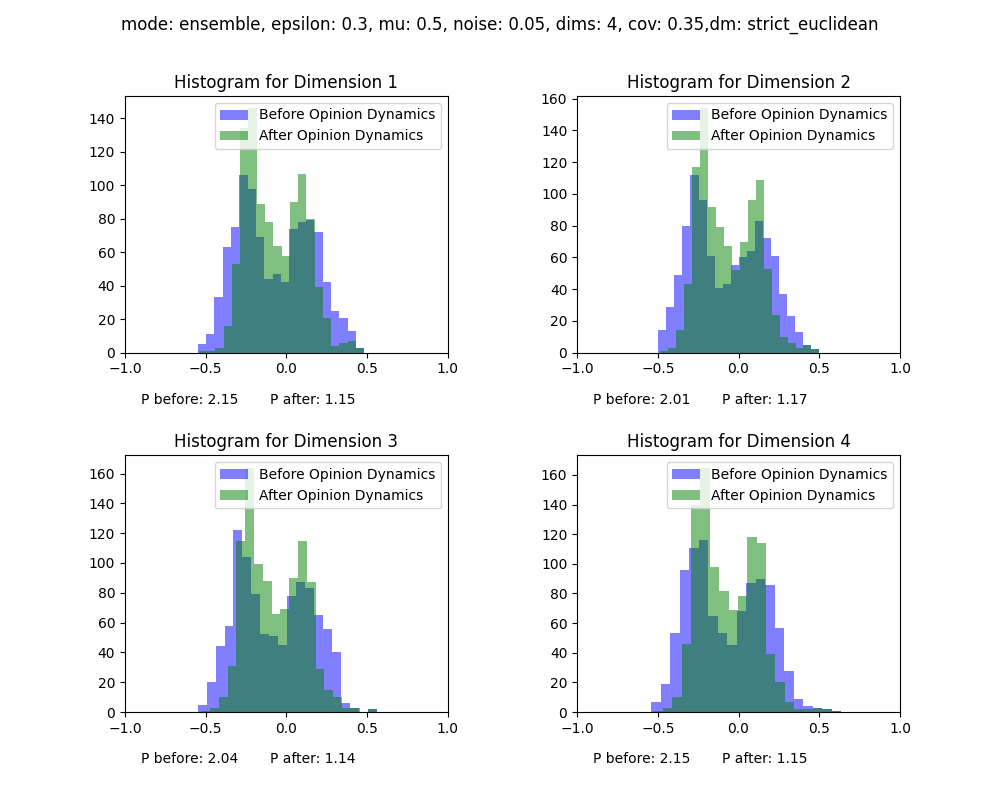 mode: ensemble, epsilon: 0.3, mu: 0.5, noise: 0.05, dims: 4, cov: 0.35,dm: strict_euclidean
Histogram for Dimension 1
Before Opinion Dynamics
After Opinion Dynamics
140
120
100
80
60
40
20
0
−1.0 −0.5 0.0 0.5 1.0
P before: 2.15 P after: 1.15
Histogram for Dimension 2
Before Opinion Dynamics
After Opinion Dynamics
160
140
120
100
80
60
40
20
0
−1.0 −0.5 0.0 0.5 1.0
P before: 2.01 P after: 1.17
Histogram for Dimension 3
Before Opinion Dynamics
After Opinion Dynamics
160
140
120
100
80
60
40
20
0
−1.0 −0.5 0.0 0.5 1.0
P before: 2.04 P after: 1.14
Histogram for Dimension 4
Before Opinion Dynamics
After Opinion Dynamics
160
140
120
100
80
60
40
20
0
−1.0 −0.5 0.0 0.5 1.0
P before: 2.15 P after: 1.15